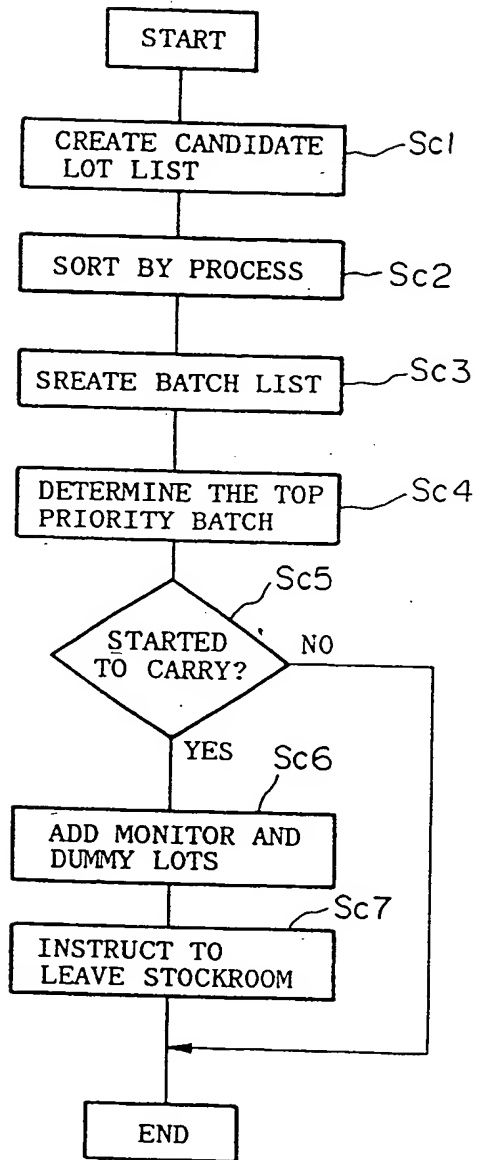 START
CREATE CANDIDATE
LOT LIST
Sc1
SORT BY PROCESS
Sc2
SREATE BATCH LIST
Sc3
DETERMINE THE TOP
PRIORITY BATCH
Sc4
Sc5
STARTED
TO CARRY?
NO
YES
Sc6
ADD MONITOR AND
DUMMY LOTS
Sc7
INSTRUCT TO
LEAVE STOCKROOM
END